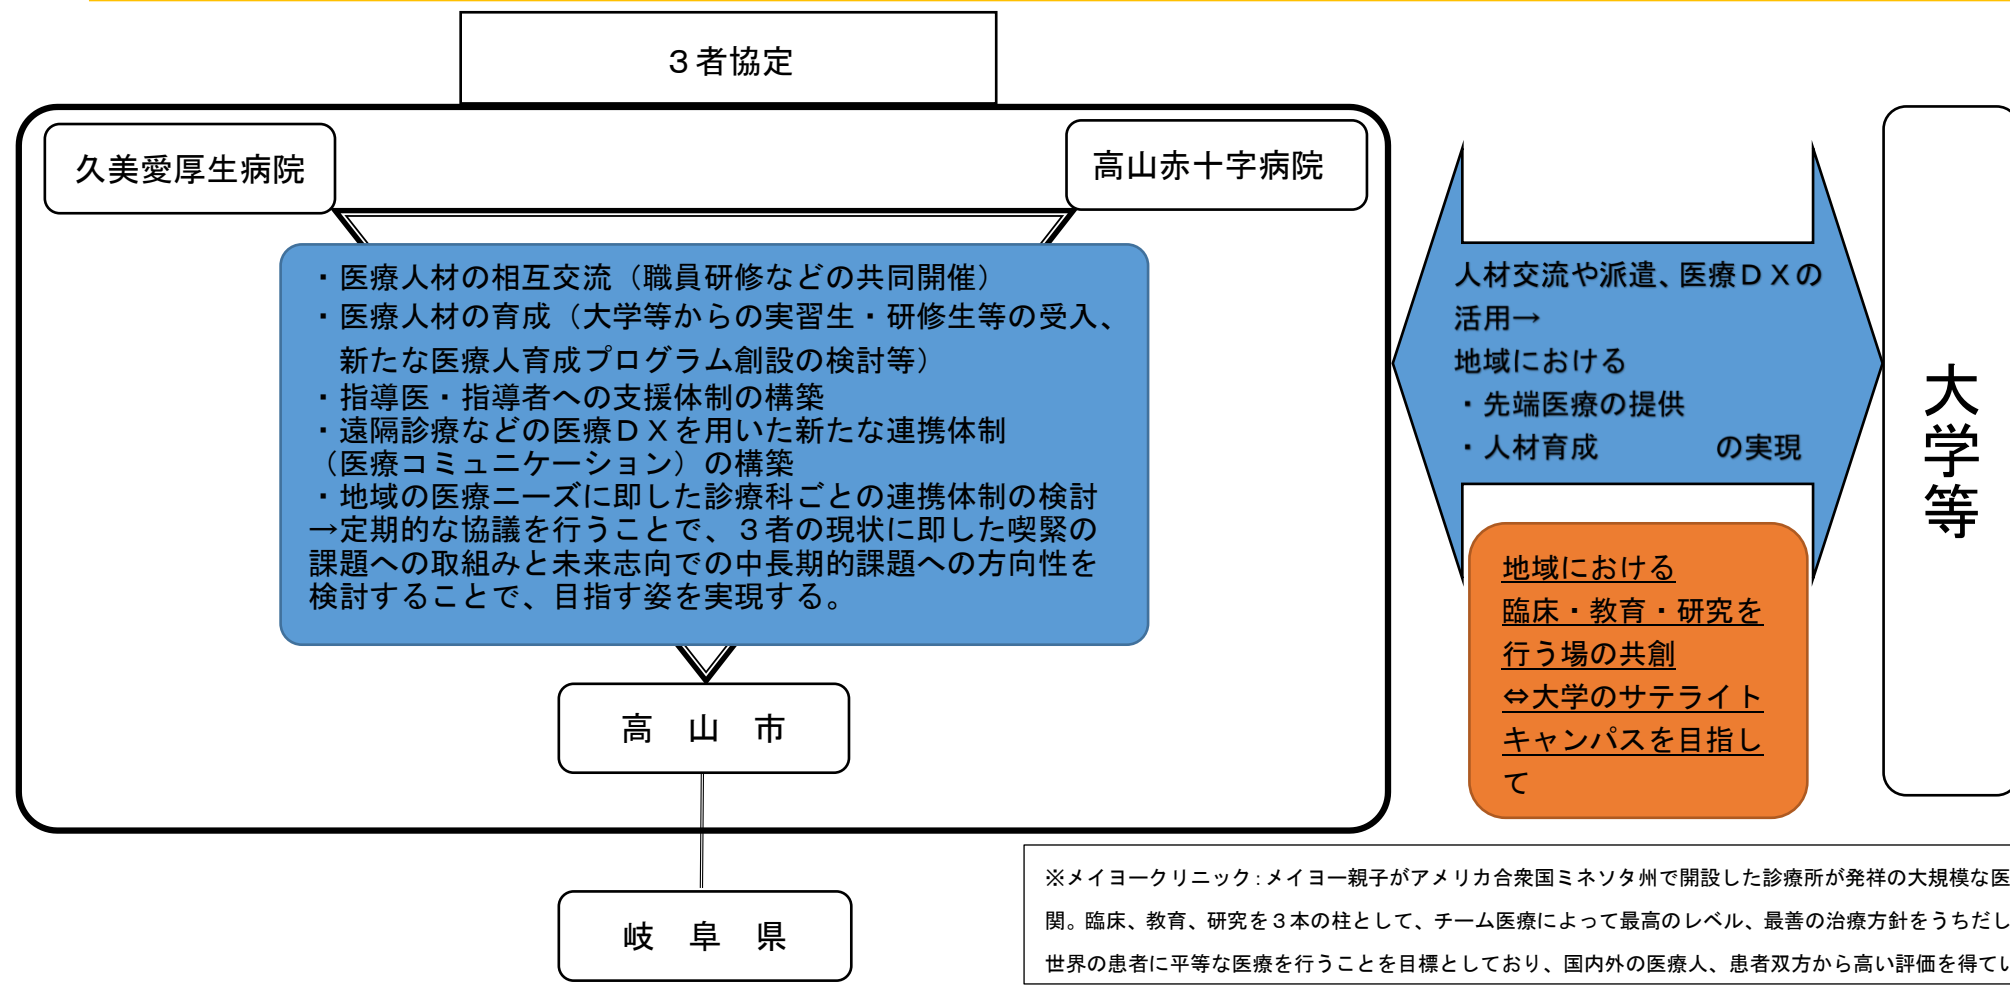 ３者協定
久美愛厚生病院
高山赤十字病院
・医療人材の相互交流（職員研修などの共同開催）
・医療人材の育成（大学等からの実習生・研修生等の受入、
新たな医療人育成プログラム創設の検討等）
・指導医・指導者への支援体制の構築
・遠隔診療などの医療ＤＸを用いた新たな連携体制
（医療コミュニケーション）の構築
・地域の医療ニーズに即した診療科ごとの連携体制の検討
→定期的な協議を行うことで、３者の現状に即した喫緊の
課題への取組みと未来志向での中長期的課題への方向性を
検討することで、目指す姿を実現する。
高　山　市
岐　阜　県
人材交流や派遣、医療ＤＸの
活用→
地域における
・先端医療の提供
・人材育成　　　　の実現
地域における
臨床・教育・研究を
行う場の共創
⇔大学のサテライト
キャンパスを目指し
て
大学等
※メイヨークリニック：メイヨー親子がアメリカ合衆国ミネソタ州で開設した診療所が発祥の大規模な医
関。臨床、教育、研究を３本の柱として、チーム医療によって最高のレベル、最善の治療方針をうちだし
世界の患者に平等な医療を行うことを目標としており、国内外の医療人、患者双方から高い評価を得てい